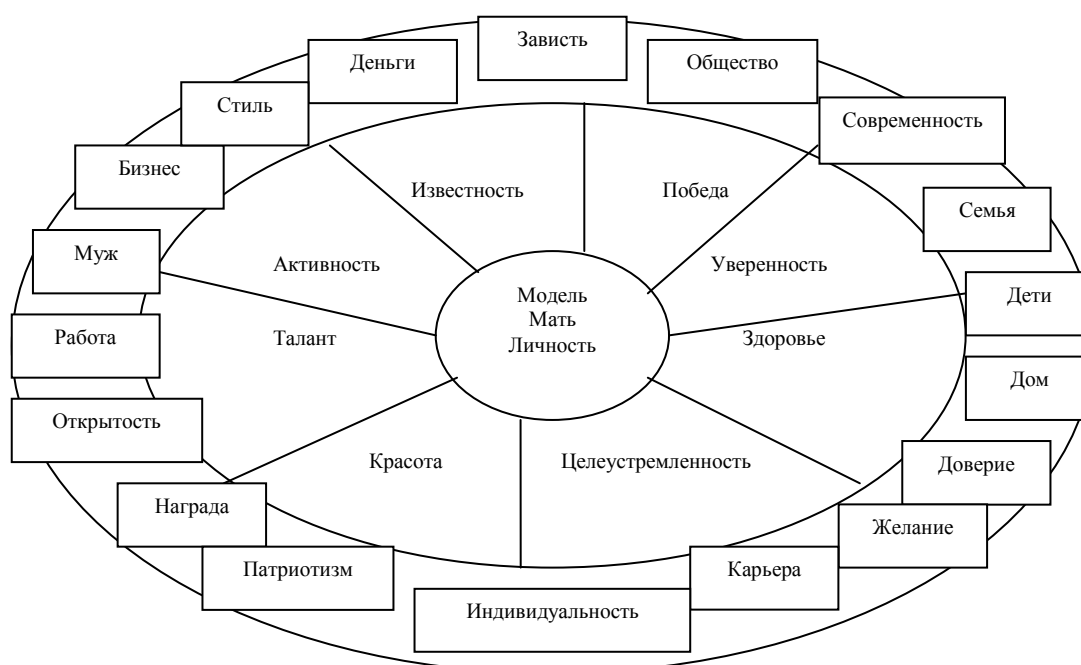 Зависть
Деньги
Общество
Стиль
Современность
Бизнес
Известность
Победа
Семья
Муж
Активность
Уверенность
Модель
Мать
Личность
Дети
Работа
Талант
Здоровье
Дом
Открытость
Красота
Целеустремленность
Доверие
Награда
Желание
Патриотизм
Карьера
Индивидуальность